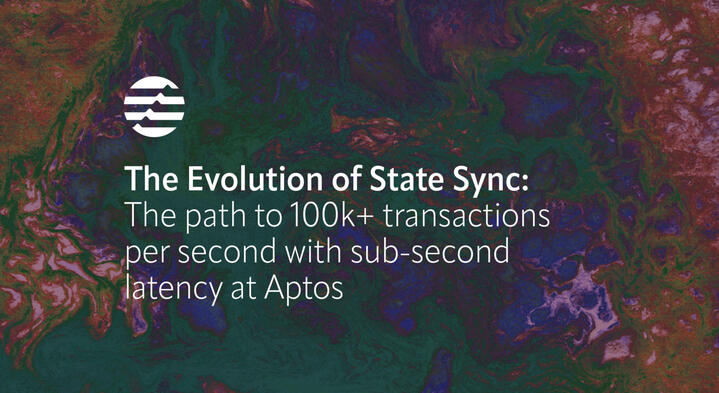 The Evolution of State Sync:
The path to 100k+ transactions
per second with sub-second
latency at Aptos